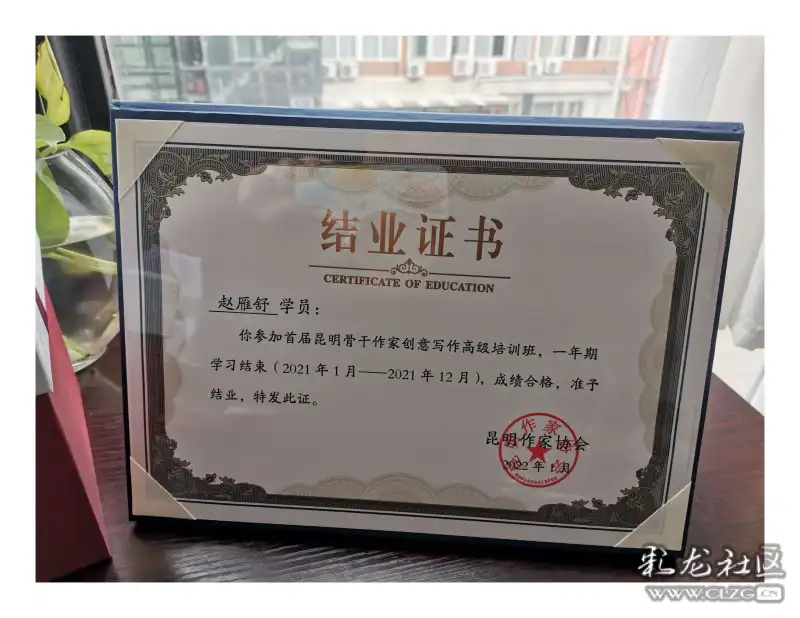 结业证书
CERTIFICATE OF EDUCATION
赵雁舒 学员：
你参加首届昆明骨干作家创意写作高级培训班，一年期
学习结束（2021年1月——2021年12月），成绩合格，准予
结业，特发此证。
昆明作家协会
2022年1月
彩龙社区
WWW.CLZG.CN